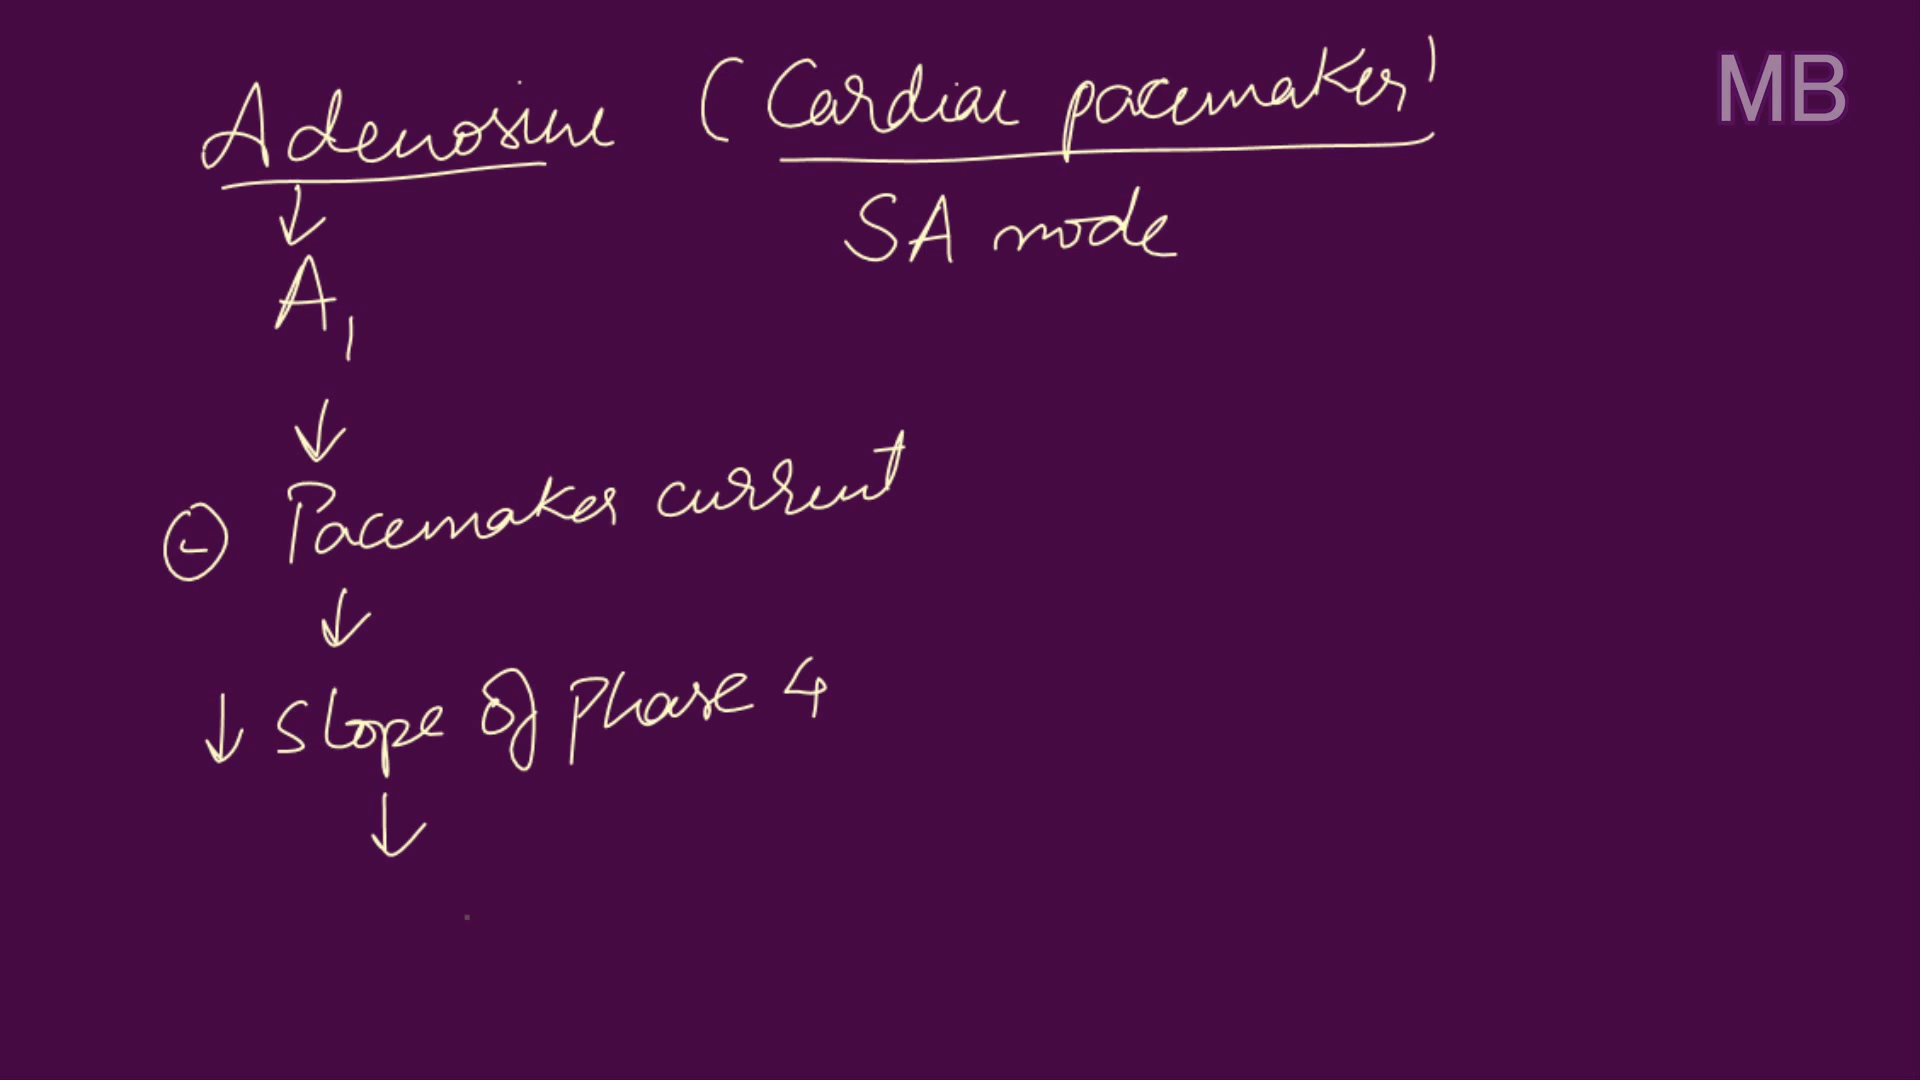 Adenosine (Cardiac pacemaker)
MB
SA node
↓
A₁
↓
⊖ Pacemaker current
↓
↓ Slope of Phase 4
↓